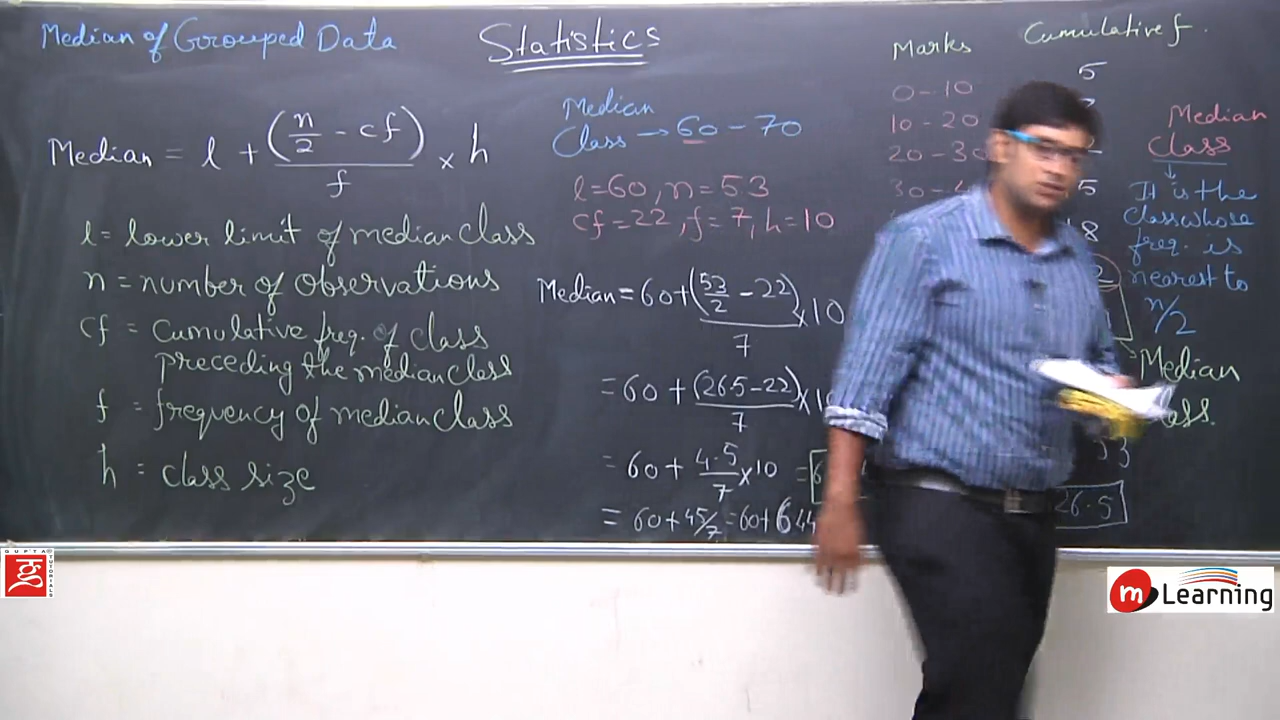 Median of Grouped Data
Statistics
Median = l + (n/2 - cf)/f × h
l = lower limit of median class
n = number of observations
cf = Cumulative freq. of class
preceding the median class
f = frequency of median class
h = class size
Median
Class → 60 - 70
l = 60, n = 53
cf = 22, f = 7, h = 10
Median = 60 + (53/2 - 22)/7 × 10
= 60 + (26.5 - 22)/7 ×
= 60 + 4.5/7 × 10 =
= 60 + 45/7 = 60 +
Marks Cumulative f.
0 - 10 5
10 - 20
20 - 30
Median
Class
↓
It is the
class whose
freq. is
nearest to
n/2
Median
26.5
GUPTA TUTORIALS
m Learning